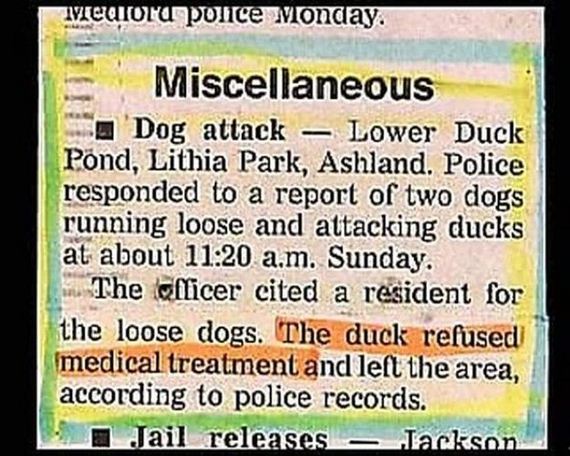 Medford police Monday.
Miscellaneous
■ Dog attack — Lower Duck
Pond, Lithia Park, Ashland. Police
responded to a report of two dogs
running loose and attacking ducks
at about 11:20 a.m. Sunday.
The officer cited a resident for
the loose dogs. The duck refused
medical treatment and left the area,
according to police records.
■ Jail releases — Jackson